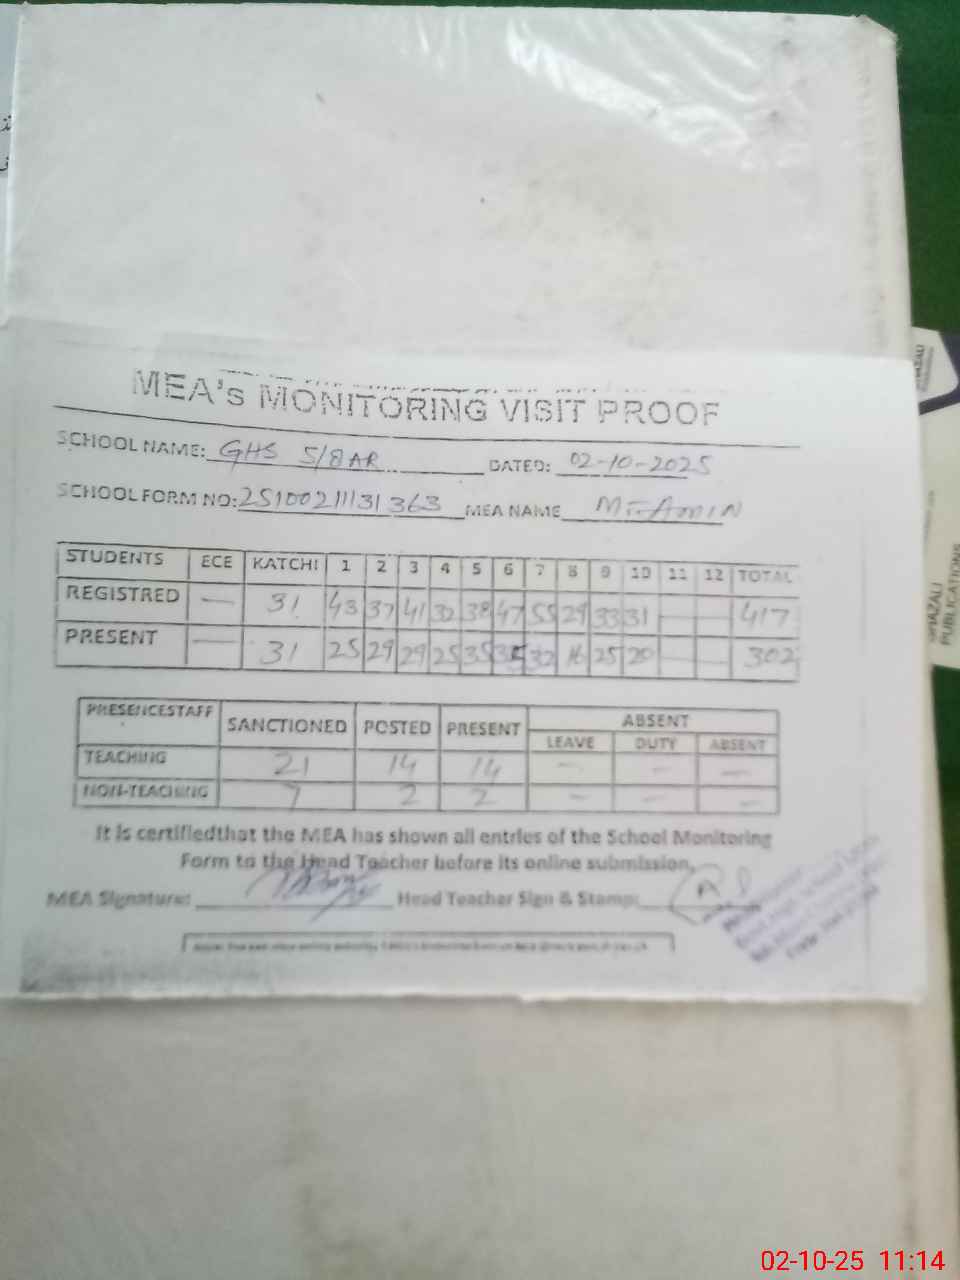 MEA's MONITORING VISIT PROOF
SCHOOL NAME: GHS 5/8AR DATED: 02-10-2025
SCHOOL FORM NO: 25100211131363 MEA NAME M. Amin
STUDENTS ECE KATCHI 1 2 3 4 5 6 7 8 9 10 11 12 TOTAL
REGISTRED — 31 43 37 41 32 38 47 55 29 33 31 — — 417
PRESENT — 31 25 29 29 25 35 35 32 16 25 20 — — 302
PRESENCESTAFF SANCTIONED POSTED PRESENT ABSENT
LEAVE DUTY ABSENT
TEACHING 21 14 14 — — —
NON-TEACHING 7 2 2 — — —
It is certifiedthat the MEA has shown all entries of the School Monitoring
Form to the Head Teacher before its online submission.
MEA Signature: Head Teacher Sign & Stamp:
GHAZALI
PUBLICATIONS
02-10-25 11:14